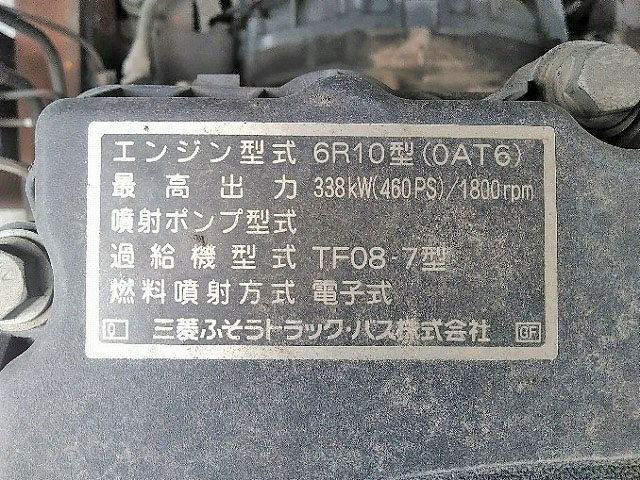 エンジン型式 6R10型(0AT6)
最高出力 338kW(460PS)/1800rpm
噴射ポンプ型式
過給機型式 TF08-7型
燃料噴射方式 電子式
0 三菱ふそうトラック・バス株式会社 GF